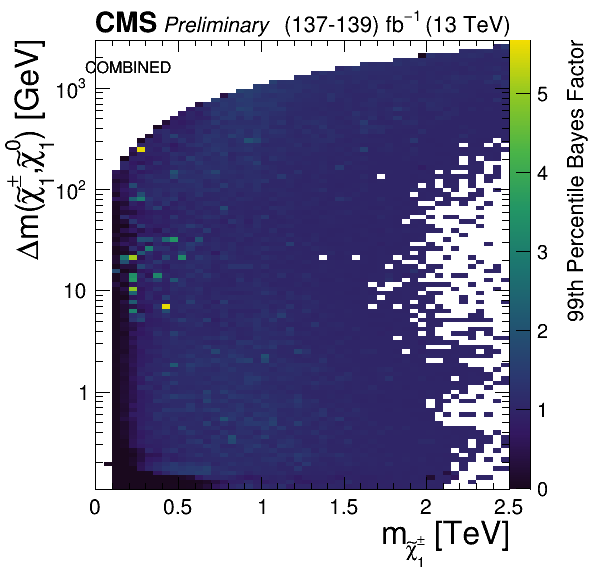 CMS Preliminary (137-139) fb⁻¹ (13 TeV)
COMBINED
Δm(χ̃₁±,χ̃₁⁰) [GeV]
10³
10²
10
1
0 0.5 1 1.5 2 2.5
m_χ̃₁± [TeV]
5
4
3
2
1
0
99th Percentile Bayes Factor